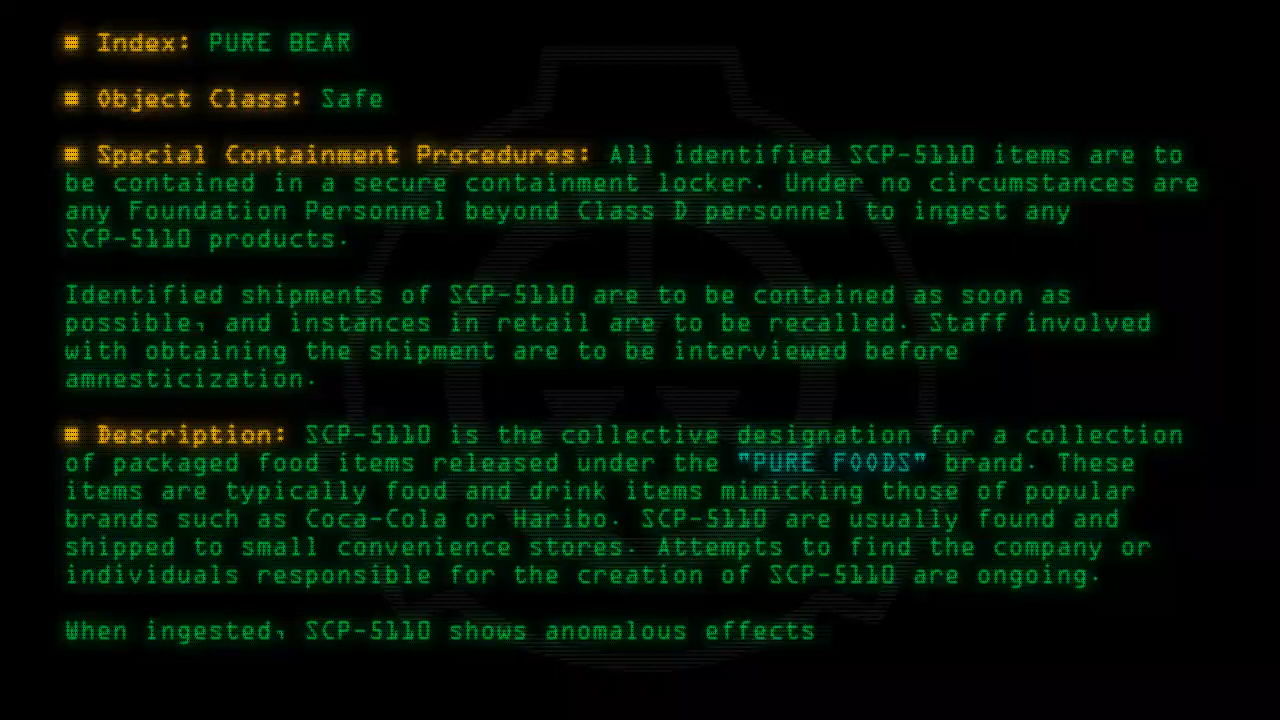 ■ Index: PURE BEAR
■ Object Class: Safe
■ Special Containment Procedures: All identified SCP-5110 items are to
be contained in a secure containment locker. Under no circumstances are
any Foundation Personnel beyond Class D personnel to ingest any
SCP-5110 products.
Identified shipments of SCP-5110 are to be contained as soon as
possible, and instances in retail are to be recalled. Staff involved
with obtaining the shipment are to be interviewed before
amnesticization.
■ Description: SCP-5110 is the collective designation for a collection
of packaged food items released under the "PURE FOODS" brand. These
items are typically food and drink items mimicking those of popular
brands such as Coca-Cola or Haribo. SCP-5110 are usually found and
shipped to small convenience stores. Attempts to find the company or
individuals responsible for the creation of SCP-5110 are ongoing.
When ingested, SCP-5110 shows anomalous effects